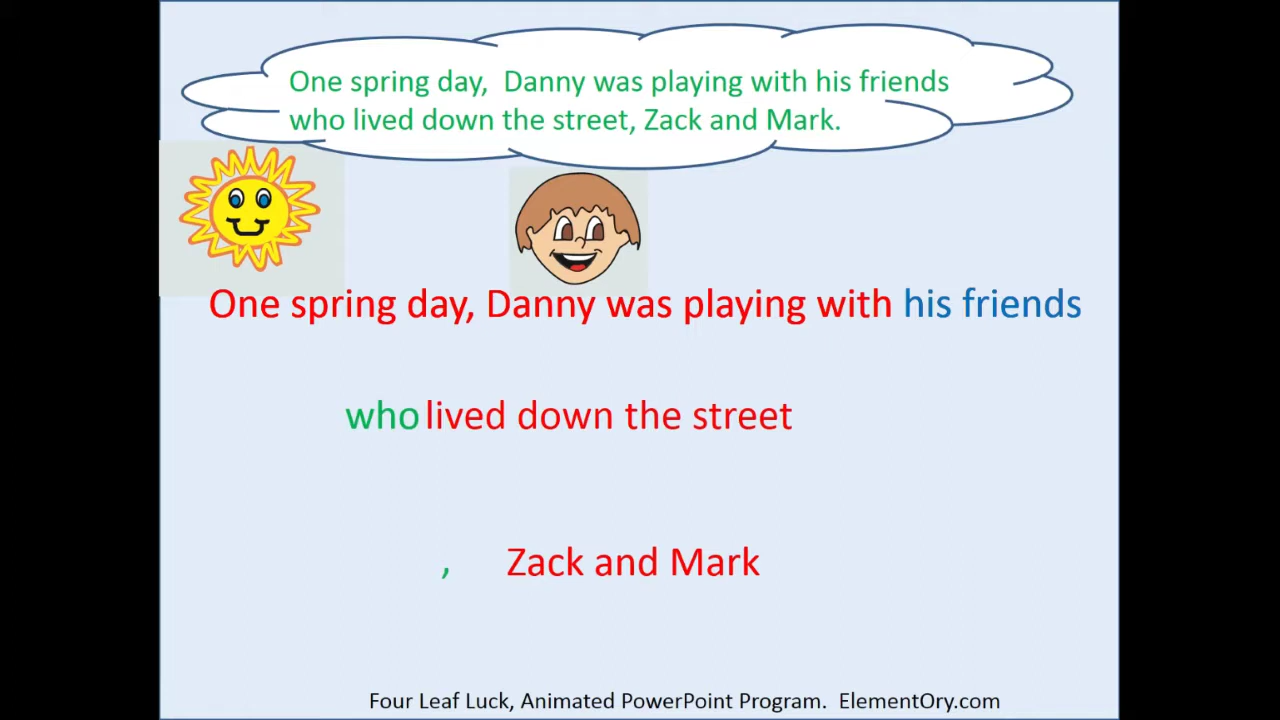 One spring day,  Danny was playing with his friends
who lived down the street, Zack and Mark.
One spring day, Danny was playing with his friends
who lived down the street
, Zack and Mark
Four Leaf Luck, Animated PowerPoint Program.  ElementOry.com